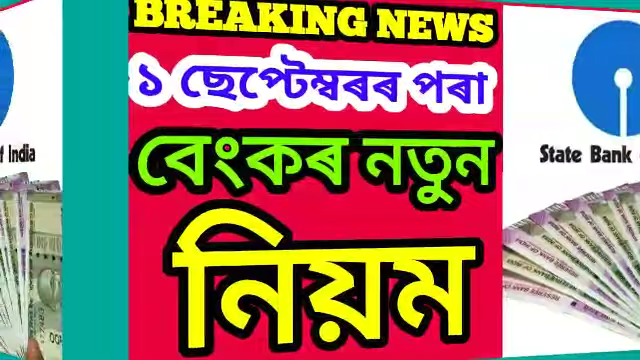 BREAKING NEWS
১ ছেপ্টেম্বৰৰ পৰা
বেংকৰ নতুন
নিয়ম
f India
State Bank